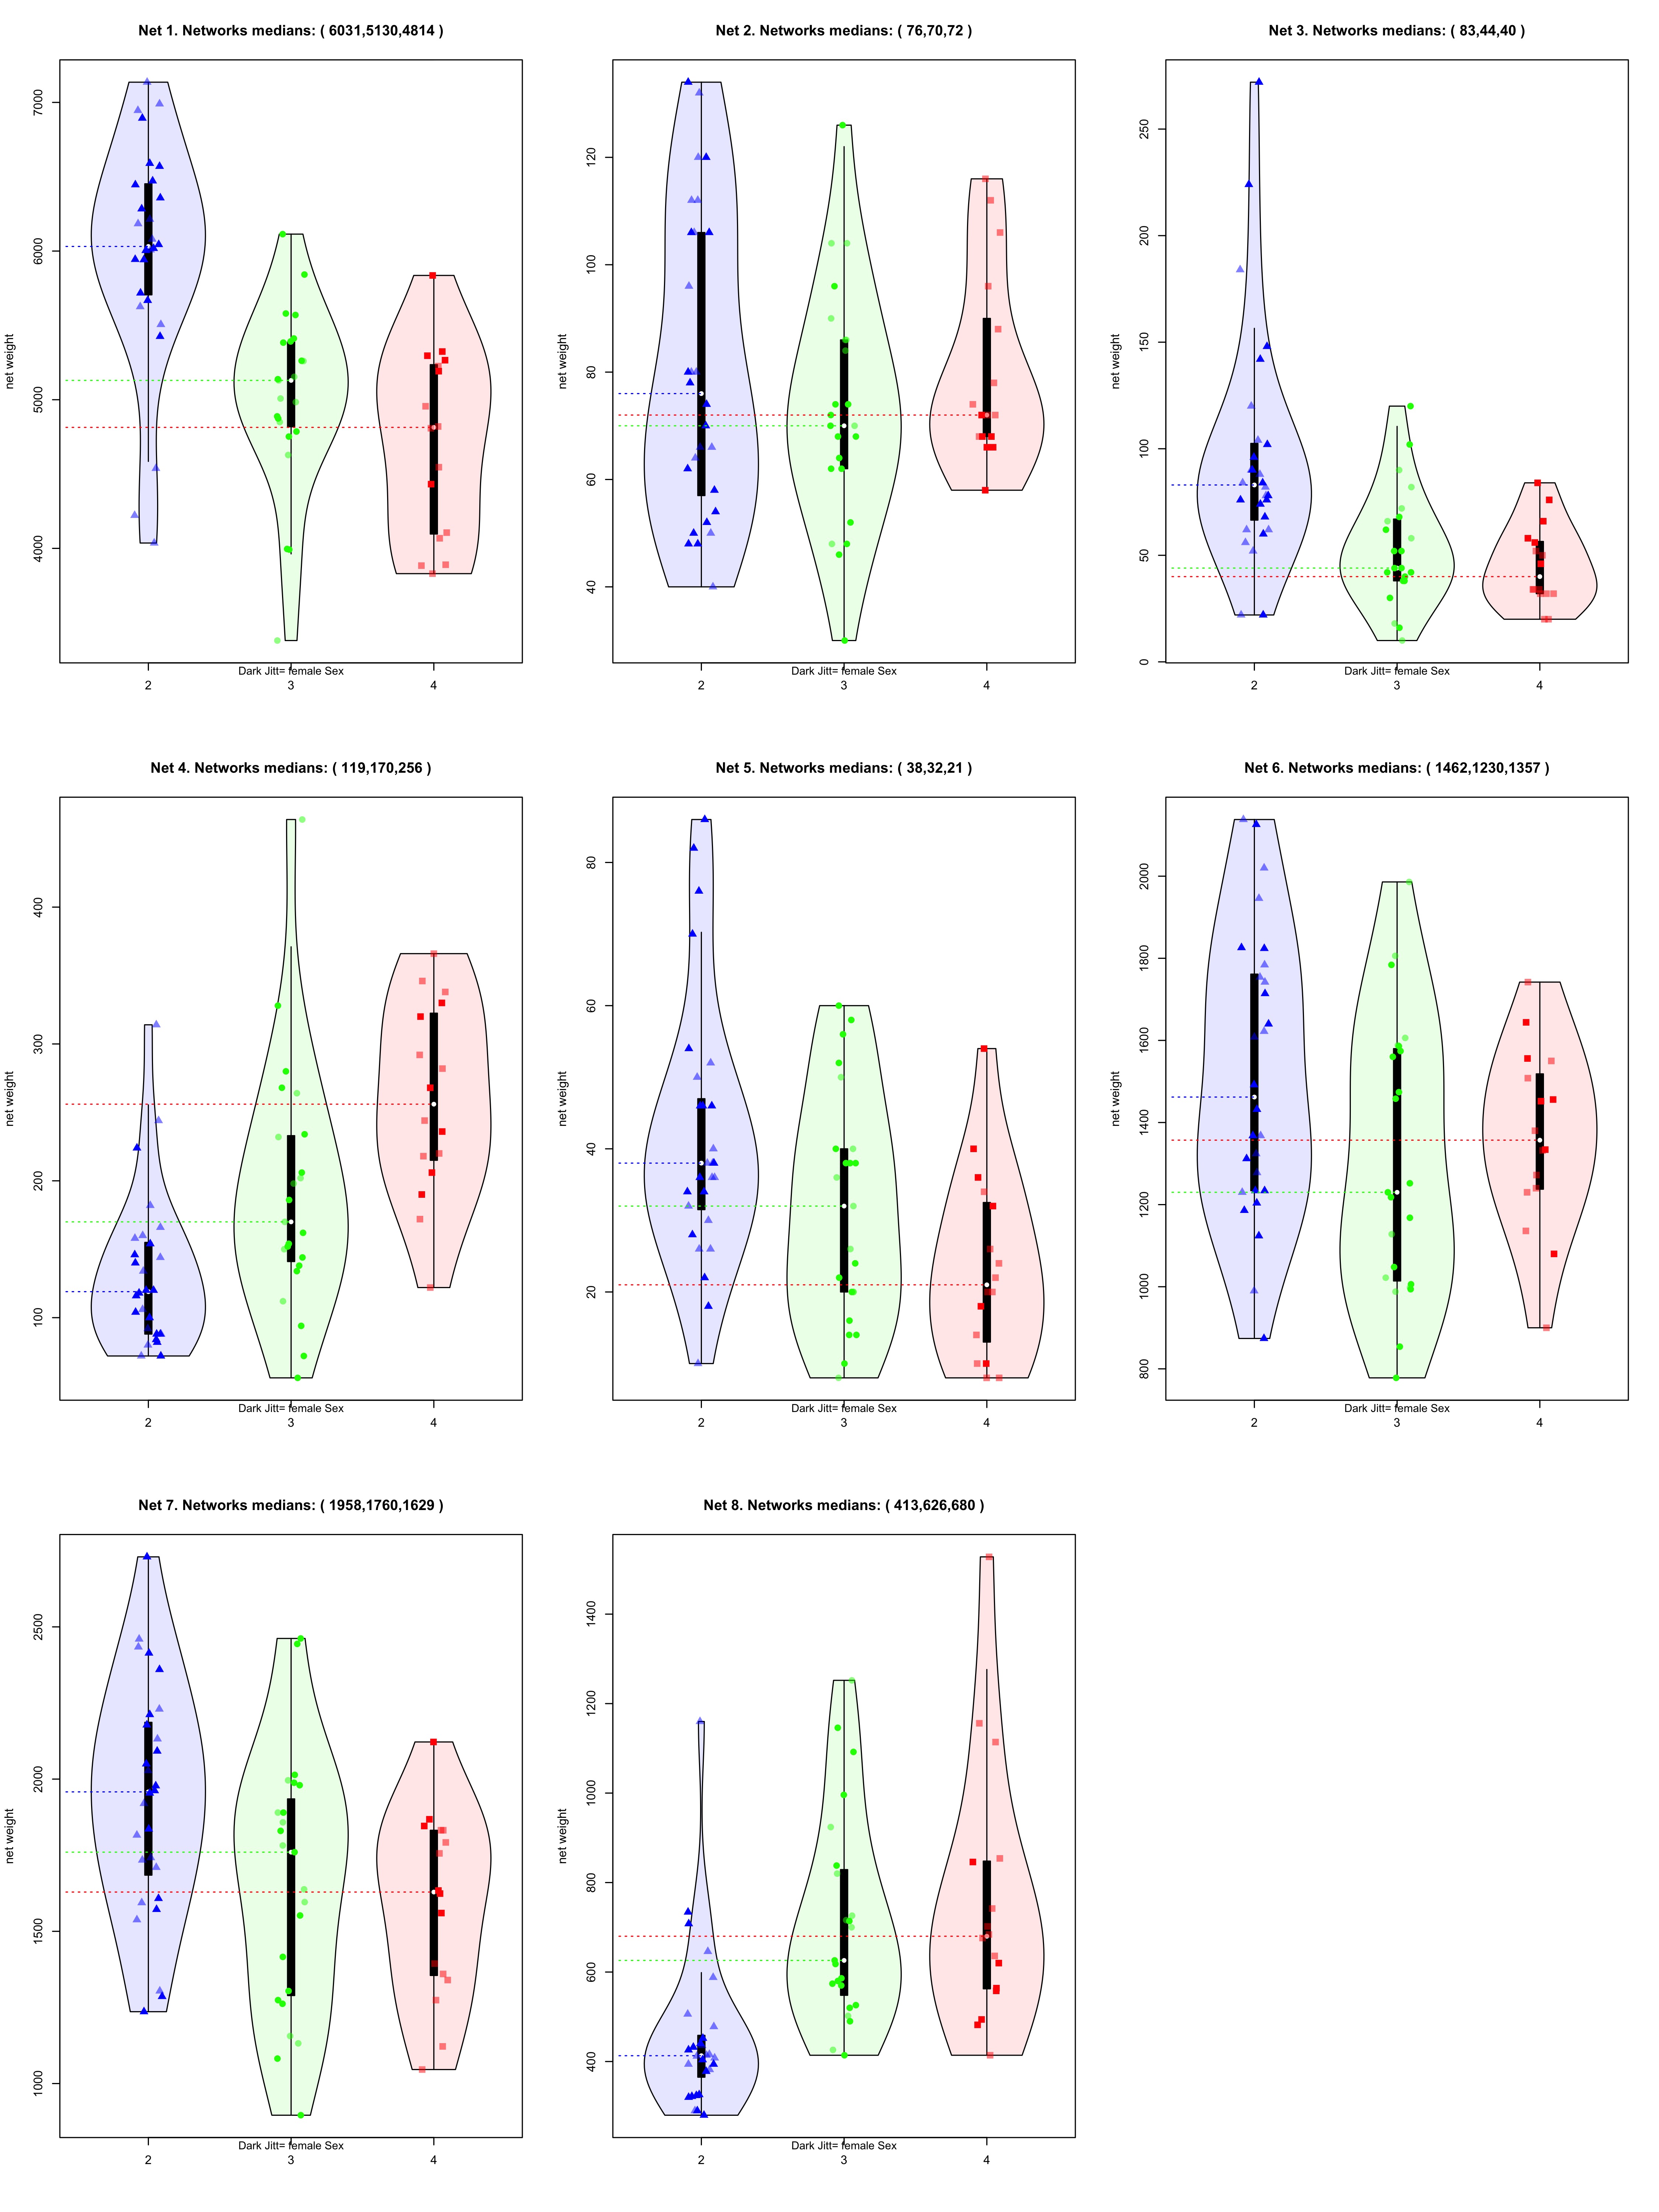 Net 1. Networks medians: ( 6031,5130,4814 )
net weight
7000
6000
5000
4000
Dark Jitt= female Sex
2 3 4
Net 2. Networks medians: ( 76,70,72 )
net weight
120
100
80
60
40
Dark Jitt= female Sex
2 3 4
Net 3. Networks medians: ( 83,44,40 )
net weight
250
200
150
100
50
0
Dark Jitt= female Sex
2 3 4
Net 4. Networks medians: ( 119,170,256 )
net weight
400
300
200
100
Dark Jitt= female Sex
2 3 4
Net 5. Networks medians: ( 38,32,21 )
net weight
80
60
40
20
Dark Jitt= female Sex
2 3 4
Net 6. Networks medians: ( 1462,1230,1357 )
net weight
2000
1800
1600
1400
1200
1000
800
Dark Jitt= female Sex
2 3 4
Net 7. Networks medians: ( 1958,1760,1629 )
net weight
2500
2000
1500
1000
Dark Jitt= female Sex
2 3 4
Net 8. Networks medians: ( 413,626,680 )
net weight
1400
1200
1000
800
600
400
Dark Jitt= female Sex
2 3 4